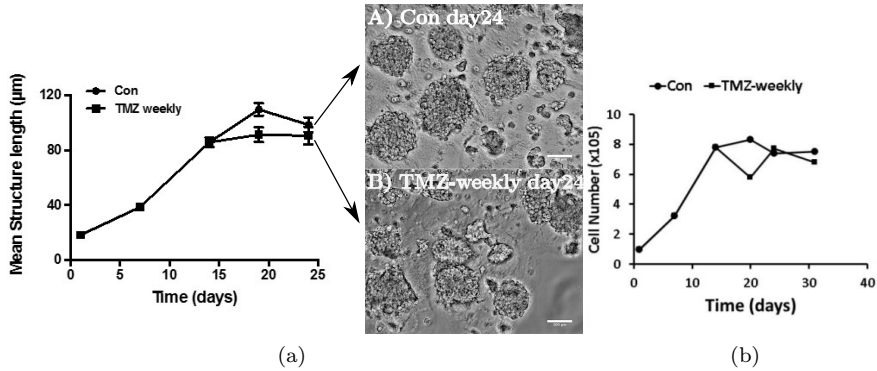 Con
TMZ weekly
Mean Structure length (µm)
120
80
40
0
0 5 10 15 20 25
Time (days)
A) Con day24
B) TMZ-weekly day24
(a)
Con TMZ-weekly
Cell Number (x105)
10
8
6
4
2
0
0 10 20 30 40
Time (days)
(b)